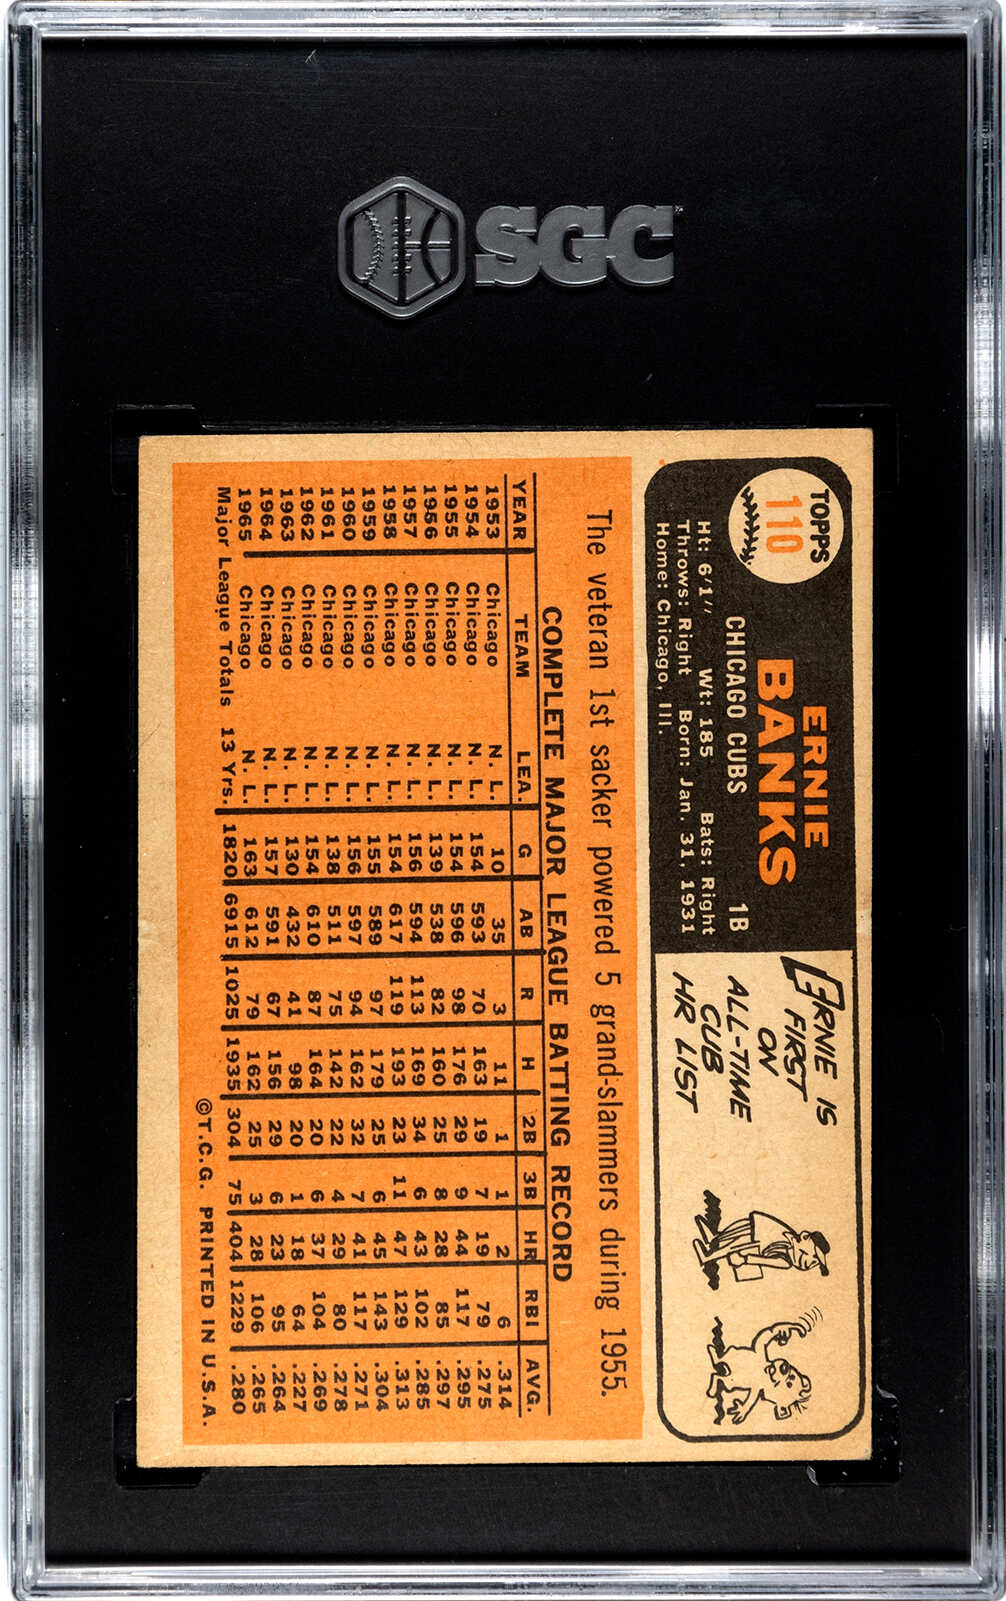 SGC
TOPPS
110
ERNIE
BANKS
CHICAGO CUBS 1B
Ht: 6'1" Wt: 185 Bats: Right
Throws: Right Born: Jan. 31, 1931
Home: Chicago, Ill.
ERNIE IS
FIRST
ON
ALL-TIME
CUB
HR LIST
The veteran 1st sacker powered 5 grand-slammers during 1955.
COMPLETE MAJOR LEAGUE BATTING RECORD
YEAR TEAM LEA. G AB R H 2B 3B HR RBI AVG.
1953 Chicago N. L. 10 35 3 11 1 1 2 6 .314
1954 Chicago N. L. 154 593 70 163 19 7 19 79 .275
1955 Chicago N. L. 154 596 98 176 29 9 44 117 .295
1956 Chicago N. L. 139 538 82 160 25 8 28 85 .297
1957 Chicago N. L. 156 594 113 169 34 6 43 102 .285
1958 Chicago N. L. 154 617 119 193 23 11 47 129 .313
1959 Chicago N. L. 155 589 97 179 25 6 45 143 .304
1960 Chicago N. L. 156 597 94 162 32 7 41 117 .271
1961 Chicago N. L. 138 511 75 142 22 4 29 80 .278
1962 Chicago N. L. 154 610 87 164 20 6 37 104 .269
1963 Chicago N. L. 130 432 41 98 20 1 18 64 .227
1964 Chicago N. L. 157 591 67 156 29 6 23 95 .264
1965 Chicago N. L. 163 612 79 162 25 3 28 106 .265
Major League Totals 13 Yrs. 1820 6915 1025 1935 304 75 404 1229 .280
©T.C.G. PRINTED IN U.S.A.